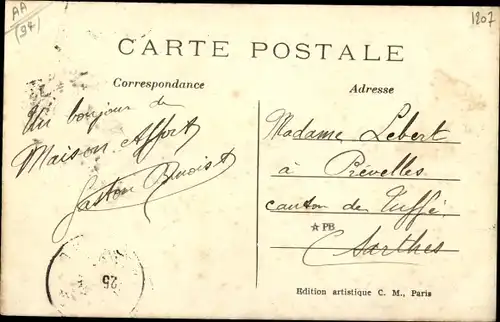 AA
(94)
1207
CARTE POSTALE
Correspondance
Adresse
Un bonjour de
Maison Alfort
Gaston Benoist
Madame Lebert
à Prévelles
canton de Tuffé
☆PB
Sarthes
25
Edition artistique C. M., Paris